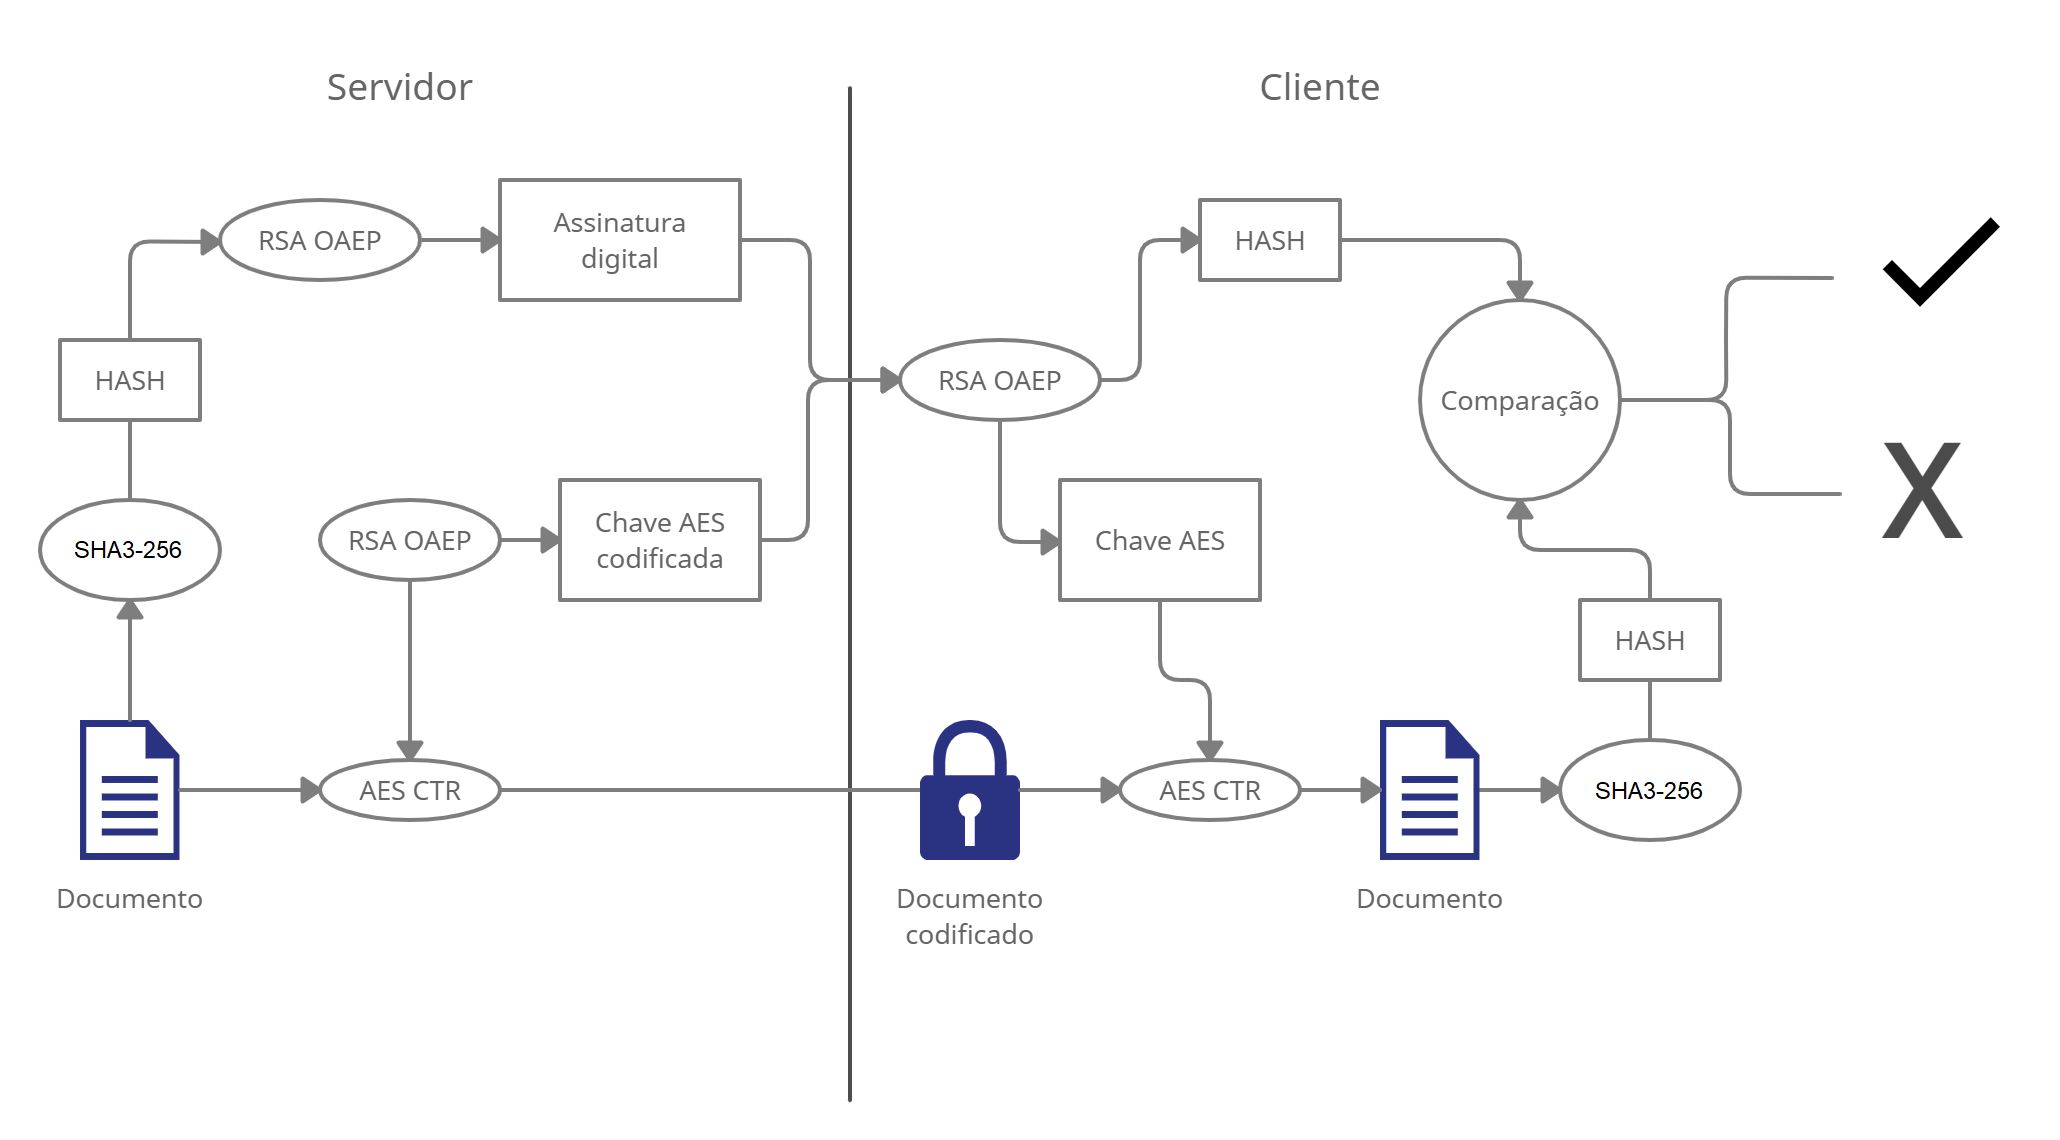 Servidor
Cliente
RSA OAEP
Assinatura
digital
HASH
HASH
RSA OAEP
Comparação
SHA3-256
RSA OAEP
Chave AES
codificada
Chave AES
X
HASH
AES CTR
AES CTR
SHA3-256
Documento
Documento
codificado
Documento